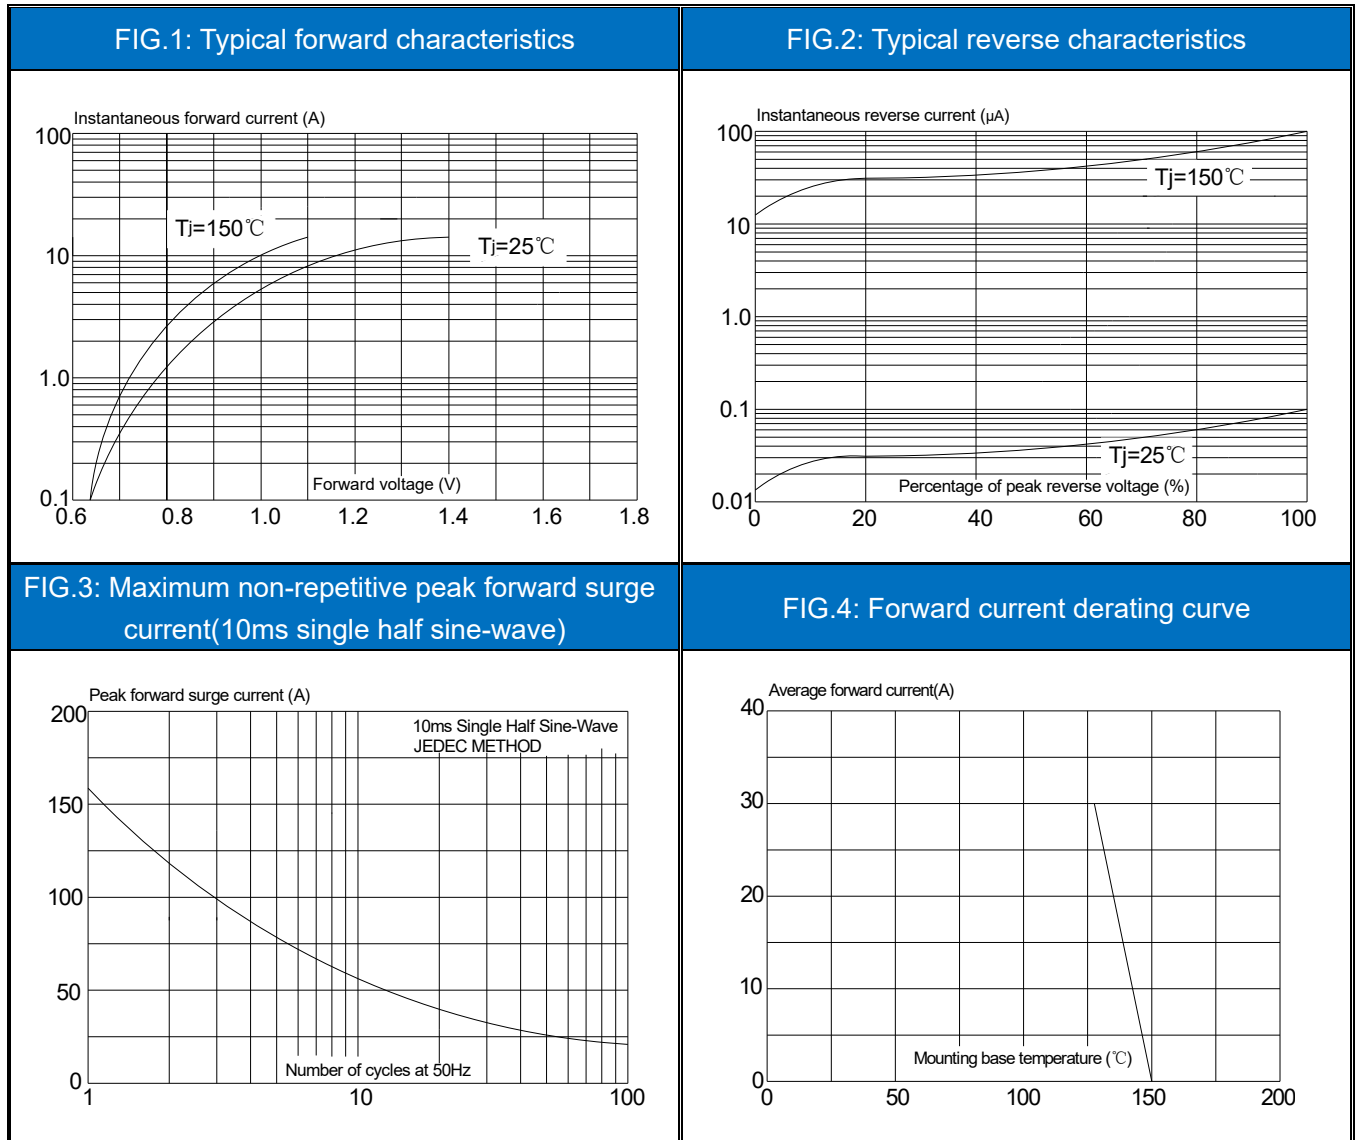 FIG.1: Typical forward characteristics
Instantaneous forward current (A)
100
10
1.0
0.1
Tj=150℃
Tj=25℃
Forward voltage (V)
0.6 0.8 1.0 1.2 1.4 1.6 1.8
FIG.2: Typical reverse characteristics
Instantaneous reverse current (μA)
100
10
1.0
0.1
0.01
Tj=150℃
Tj=25℃
Percentage of peak reverse voltage (%)
0 20 40 60 80 100
FIG.3: Maximum non-repetitive peak forward surge
current(10ms single half sine-wave)
Peak forward surge current (A)
200
150
100
50
0
10ms Single Half Sine-Wave
JEDEC METHOD
Number of cycles at 50Hz
1 10 100
FIG.4: Forward current derating curve
Average forward current(A)
40
30
20
10
0
Mounting base temperature (℃)
0 50 100 150 200